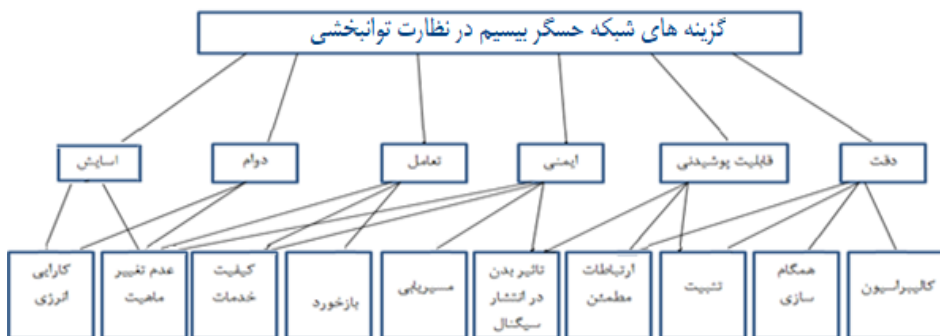 گزینه های شبکه حسگر بیسیم در نظارت توانبخشی
دقت
قابلیت پوشیدنی
ایمنی
تعامل
دوام
اسایش
کالیبراسیون
همگام
سازی
تثبیت
ارتباطات
مطمئن
تاثیر بدن
در انتشار
سیگنال
مسیریابی
بازخورد
کیفیت
خدمات
عدم تغییر
ماهیت
کارایی
انرژی